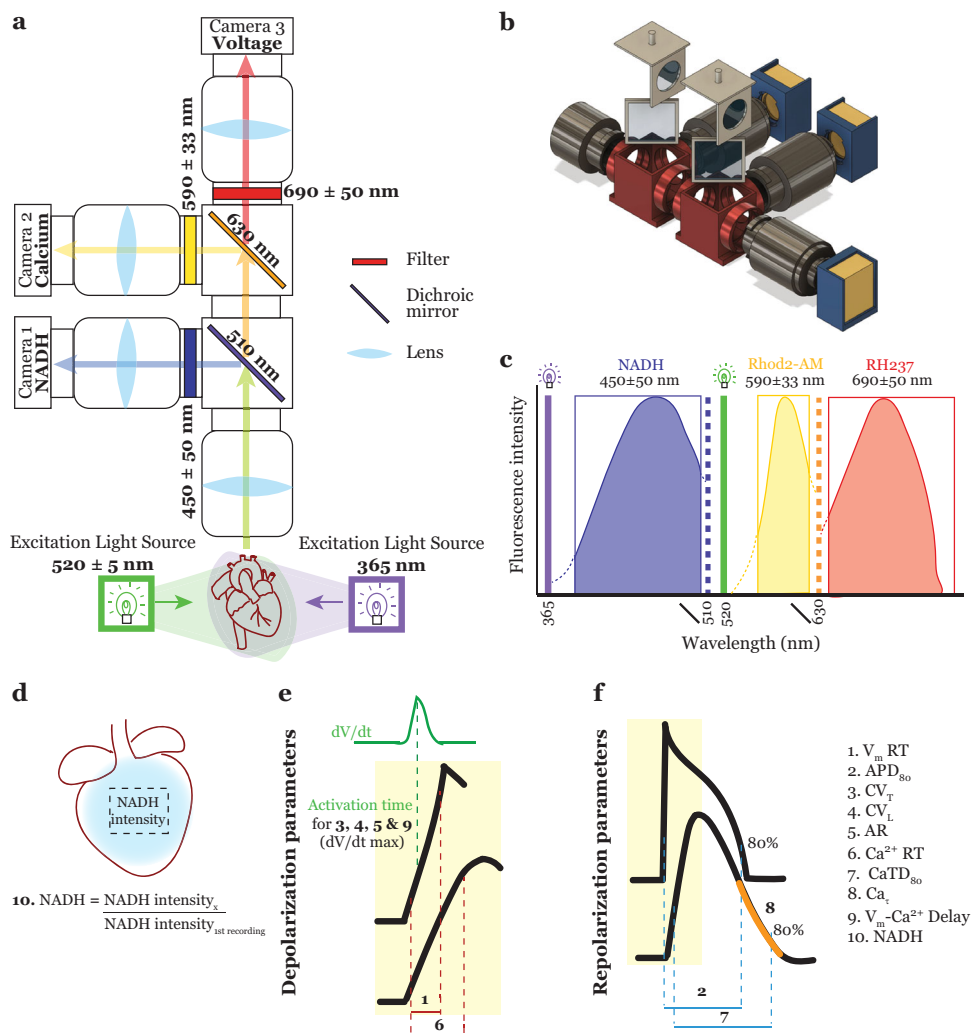 a
Camera 3
Voltage
590 ± 33 nm
690 ± 50 nm
630 nm
Camera 2
Calcium
Camera 1
NADH
510 nm
450 ± 50 nm
Filter
Dichroic
mirror
Lens
Excitation Light Source
520 ± 5 nm
Excitation Light Source
365 nm
b
c
NADH
450±50 nm
Rhod2-AM
590±33 nm
RH237
690±50 nm
Fluorescence intensity
395
510
520
630
Wavelength (nm)
d
NADH
intensity
10. NADH = NADH intensityₓ
NADH intensity1st recording
e
Depolarization parameters
dV/dt
Activation time
for 3, 4, 5 & 9
(dV/dt max)
1
6
f
Repolarization parameters
80%
8
80%
2
7
1. Vm RT
2. APD80
3. CVT
4. CVL
5. AR
6. Ca²⁺ RT
7. CaTD80
8. Caτ
9. Vm-Ca²⁺ Delay
10. NADH